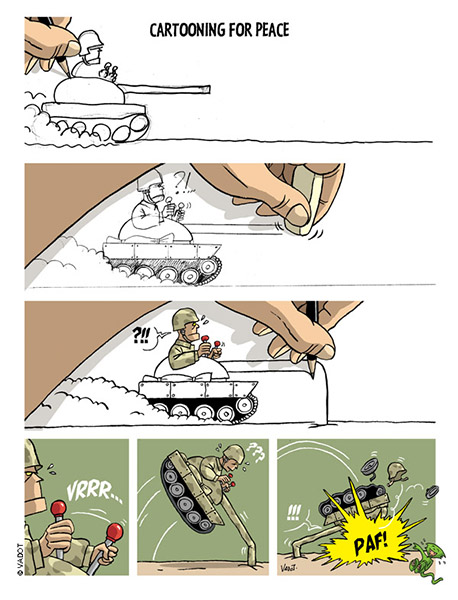 CARTOONING FOR PEACE
?!..
?!!
VRRR...
???
!!!
PAF!
VADOT.
© VADOT